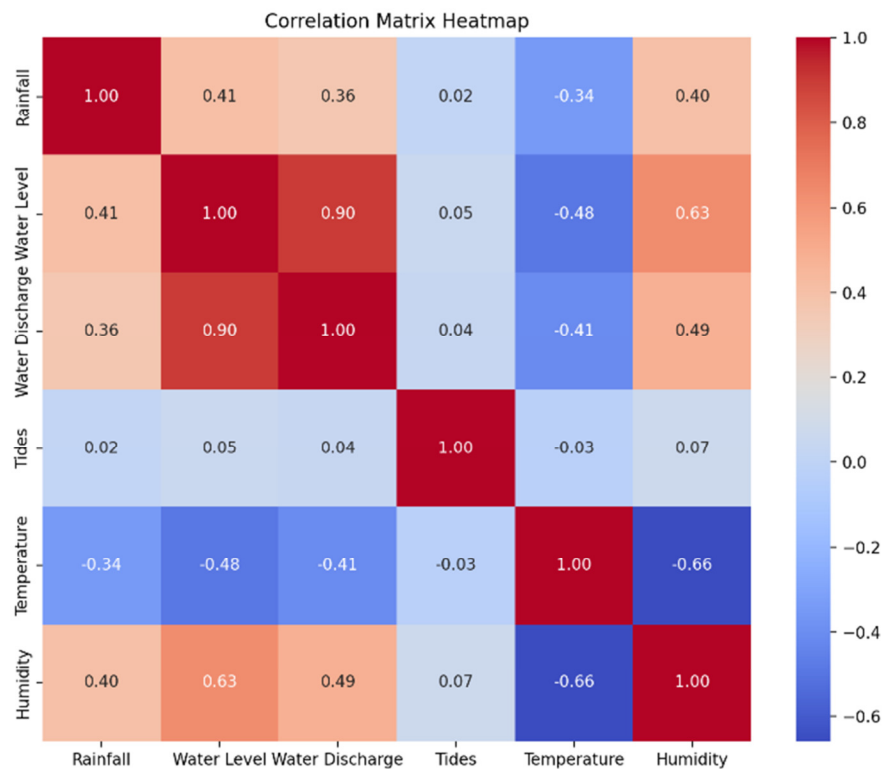 Correlation Matrix Heatmap
Rainfall
1.00 0.41 0.36 0.02 -0.34 0.40
Water Level
0.41 1.00 0.90 0.05 -0.48 0.63
Water Discharge
0.36 0.90 1.00 0.04 -0.41 0.49
Tides
0.02 0.05 0.04 1.00 -0.03 0.07
Temperature
-0.34 -0.48 -0.41 -0.03 1.00 -0.66
Humidity
0.40 0.63 0.49 0.07 -0.66 1.00
Rainfall Water Level Water Discharge Tides Temperature Humidity
1.0
0.8
0.6
0.4
0.2
0.0
−0.2
−0.4
−0.6